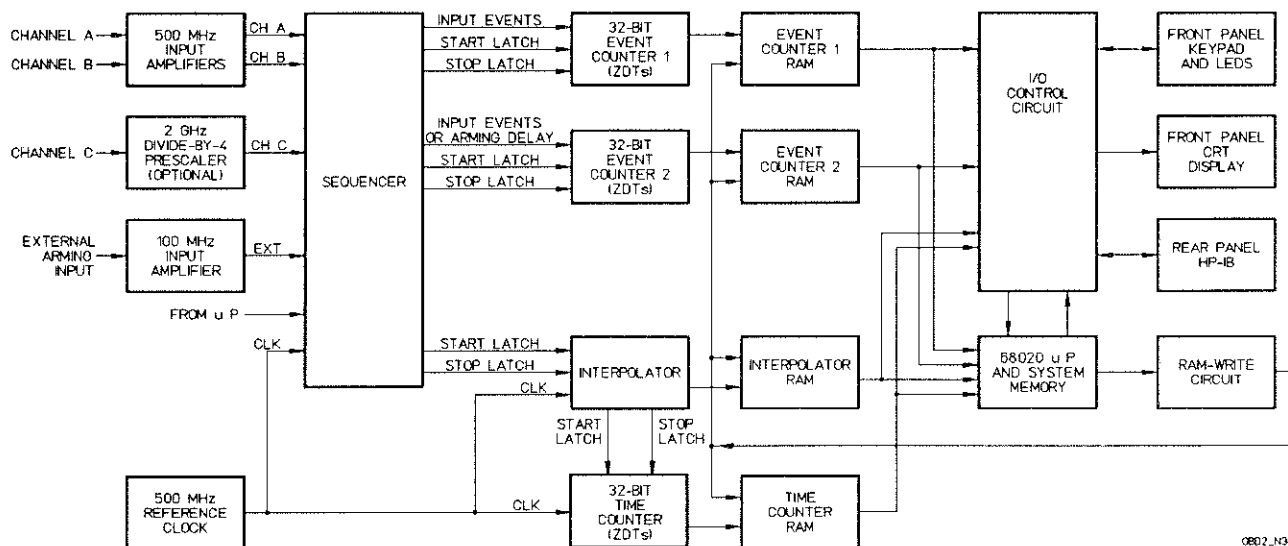 CHANNEL A
CHANNEL B
500 MHz
INPUT
AMPLIFIERS
CH A
CH B
CHANNEL C
2 GHz
DIVIDE-BY-4
PRESCALER
(OPTIONAL)
CH C
EXTERNAL
ARMING
INPUT
100 MHz
INPUT
AMPLIFIER
EXT
FROM u P
CLK
500 MHz
REFERENCE
CLOCK
SEQUENCER
INPUT EVENTS
START LATCH
STOP LATCH
32-BIT
EVENT
COUNTER 1
(ZDTs)
EVENT
COUNTER 1
RAM
INPUT EVENTS
OR ARMING DELAY
START LATCH
STOP LATCH
32-BIT
EVENT
COUNTER 2
(ZDTs)
EVENT
COUNTER 2
RAM
START LATCH
STOP LATCH
CLK
INTERPOLATOR
INTERPOLATOR
RAM
START
LATCH
STOP
LATCH
CLK
32-BIT
TIME
COUNTER
(ZDTs)
TIME
COUNTER
RAM
I/O
CONTROL
CIRCUIT
68020 u P
AND SYSTEM
MEMORY
FRONT PANEL
KEYPAD
AND LEDS
FRONT PANEL
CRT
DISPLAY
REAR PANEL
HP-IB
RAM-WRITE
CIRCUIT